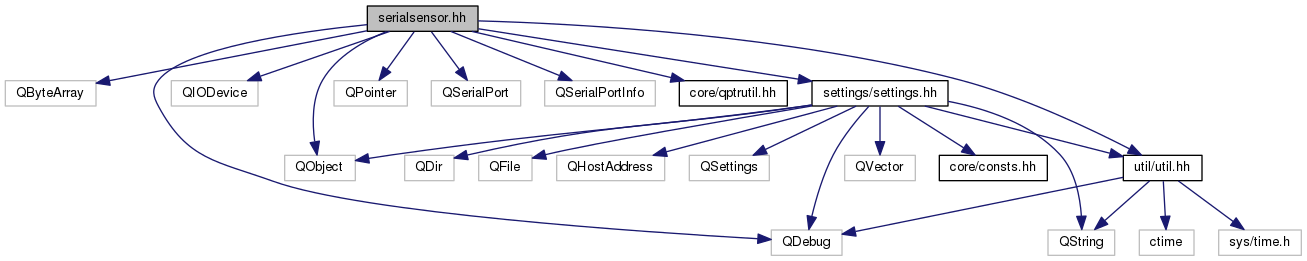 serialsensor.hh
QByteArray
QIODevice
QPointer
QSerialPort
QSerialPortInfo
core/qptrutil.hh
settings/settings.hh
QObject
QDir
QFile
QHostAddress
QSettings
QVector
core/consts.hh
util/util.hh
QDebug
QString
ctime
sys/time.h